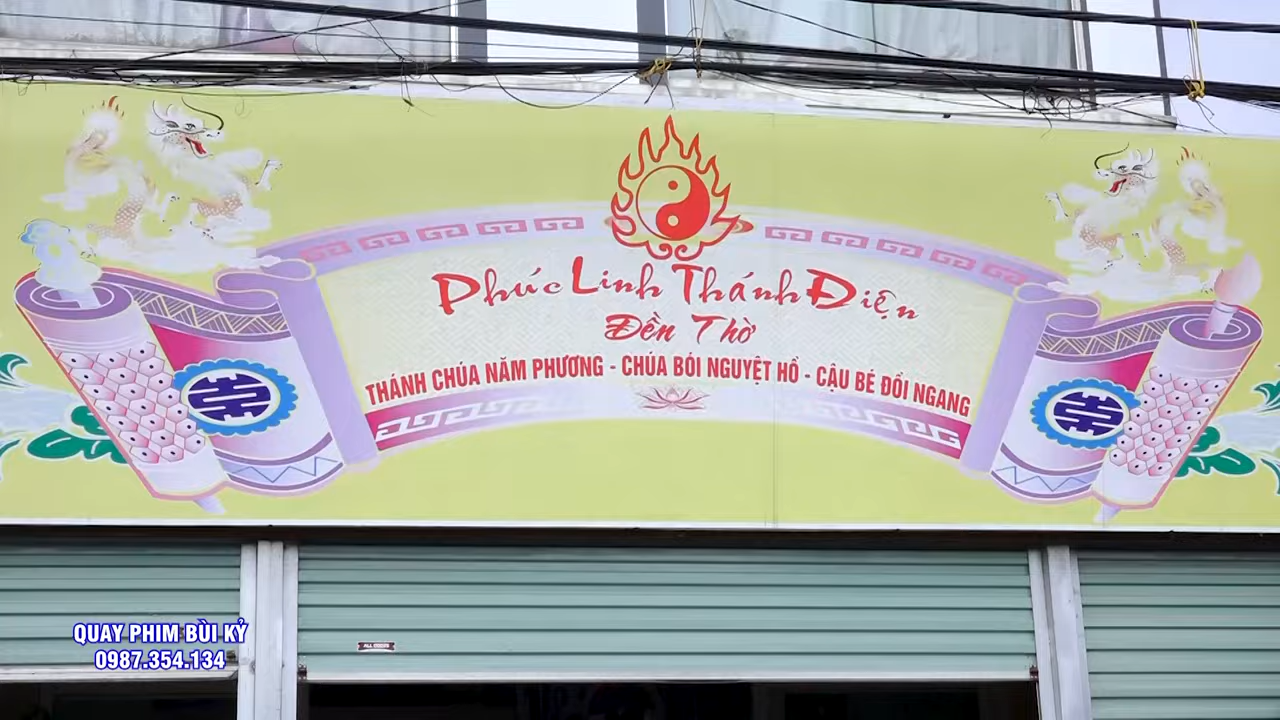 Phúc Linh Thánh Điện
Đền Thờ
THÁNH CHÚA NĂM PHƯƠNG - CHÚA BÓI NGUYỆT HỒ - CẬU BÉ ĐỒI NGANG
QUAY PHIM BÙI KỶ
0987.354.134